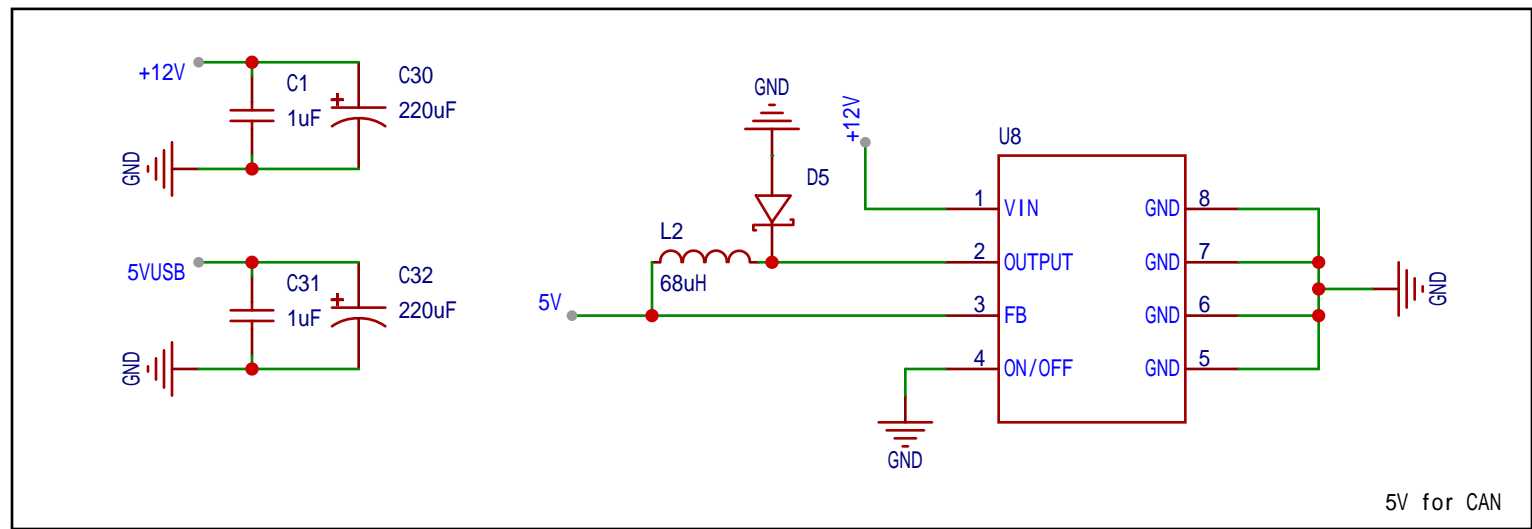 +12V
C1
1uF
C30
220uF
GND
5VUSB
C31
1uF
C32
220uF
GND
GND
D5
L2
68uH
5V
+12V
U8
1
VIN
2
OUTPUT
3
FB
4
ON/OFF
GND
8
GND
7
GND
6
GND
5
GND
GND
5V for CAN